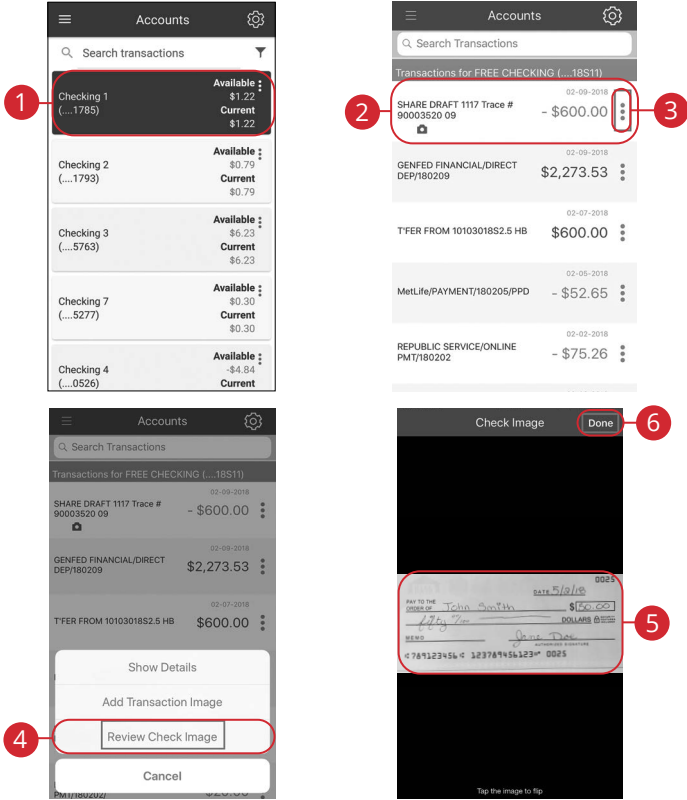 Accounts
Search transactions
1
Checking 1
(....1785)
Available
$1.22
Current
$1.22
Checking 2
(....1793)
Available
$0.79
Current
$0.79
Checking 3
(....5763)
Available
$6.23
Current
$6.23
Checking 7
(....5277)
Available
$0.30
Current
$0.30
Checking 4
(....0526)
Available
-$4.84
Current
Accounts
Search Transactions
Transactions for FREE CHECKING (....18S11)
2
3
02-09-2018
SHARE DRAFT 1117 Trace #
90003520 09
- $600.00
02-09-2018
GENFED FINANCIAL/DIRECT
DEP/180209
$2,273.53
02-07-2018
T'FER FROM 10103018S2.5 HB
$600.00
02-05-2018
MetLife/PAYMENT/180205/PPD
- $52.65
02-02-2018
REPUBLIC SERVICE/ONLINE
PMT/180202
- $75.26
Accounts
Search Transactions
Transactions for FREE CHECKING (....18S11)
02-09-2018
SHARE DRAFT 1117 Trace #
90003520 09
- $600.00
02-09-2018
GENFED FINANCIAL/DIRECT
DEP/180209
$2,273.53
02-07-2018
T'FER FROM 10103018S2.5 HB
$600.00
Show Details
Add Transaction Image
4
Review Check Image
Cancel
PMT/180202/
Check Image
Done
6
0025
DATE 5/2/18
PAY TO THE
ORDER OF John Smith
$ 50.00
fifty
DOLLARS
5
MEMO
Jane Doe
AUTHORIZED SIGNATURE
0025
Tap the image to flip